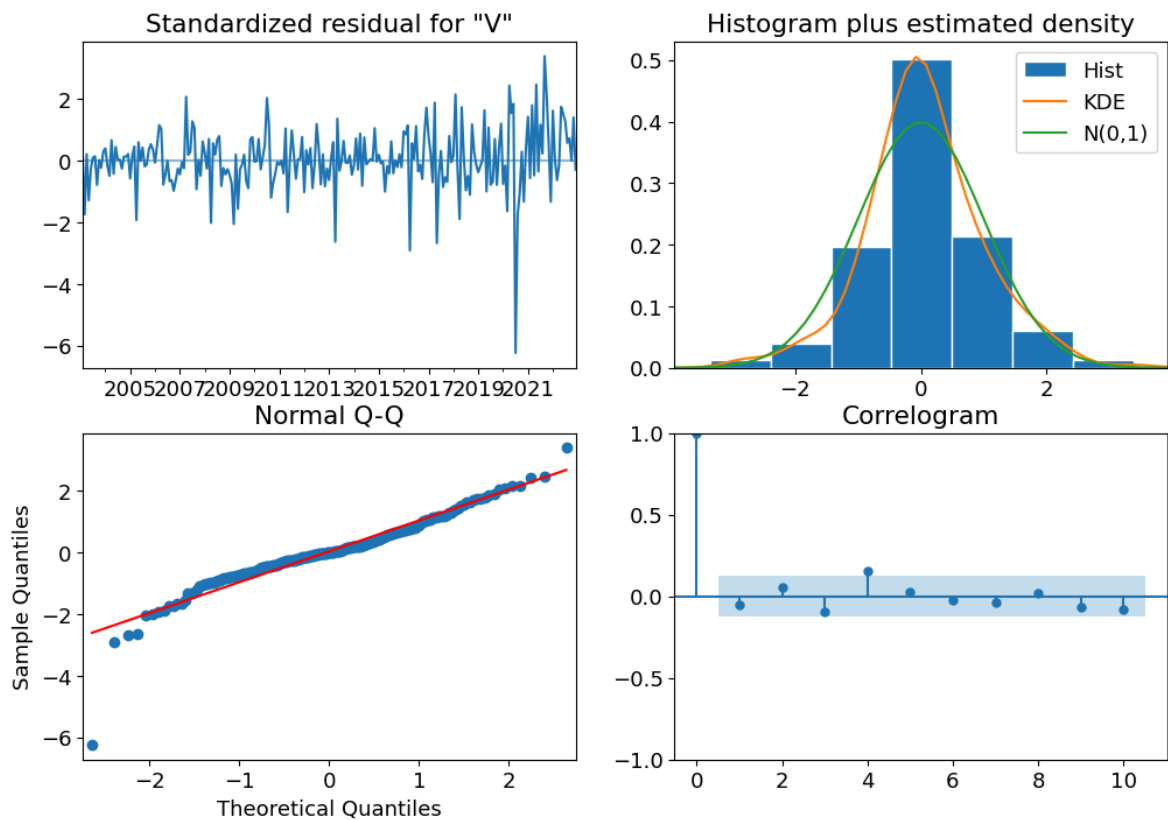 Standardized residual for "V"
2
0
−2
−4
−6
2005 2007 2009 2011 2013 2015 2017 2019 2021
Histogram plus estimated density
0.5
0.4
0.3
0.2
0.1
0.0
Hist
KDE
N(0,1)
−2 0 2
Normal Q-Q
Sample Quantiles
2
0
−2
−4
−6
−2 −1 0 1 2
Theoretical Quantiles
Correlogram
1.0
0.5
0.0
−0.5
−1.0
0 2 4 6 8 10